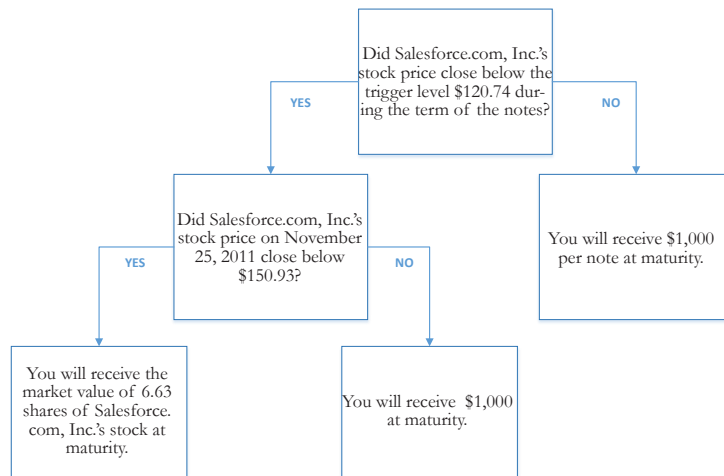 Did Salesforce.com, Inc.'s
stock price close below the
trigger level $120.74 dur-
ing the term of the notes?
YES
NO
Did Salesforce.com, Inc.'s
stock price on November
25, 2011 close below
$150.93?
You will receive $1,000
per note at maturity.
YES
NO
You will receive the
market value of 6.63
shares of Salesforce.
com, Inc.'s stock at
maturity.
You will receive $1,000
at maturity.